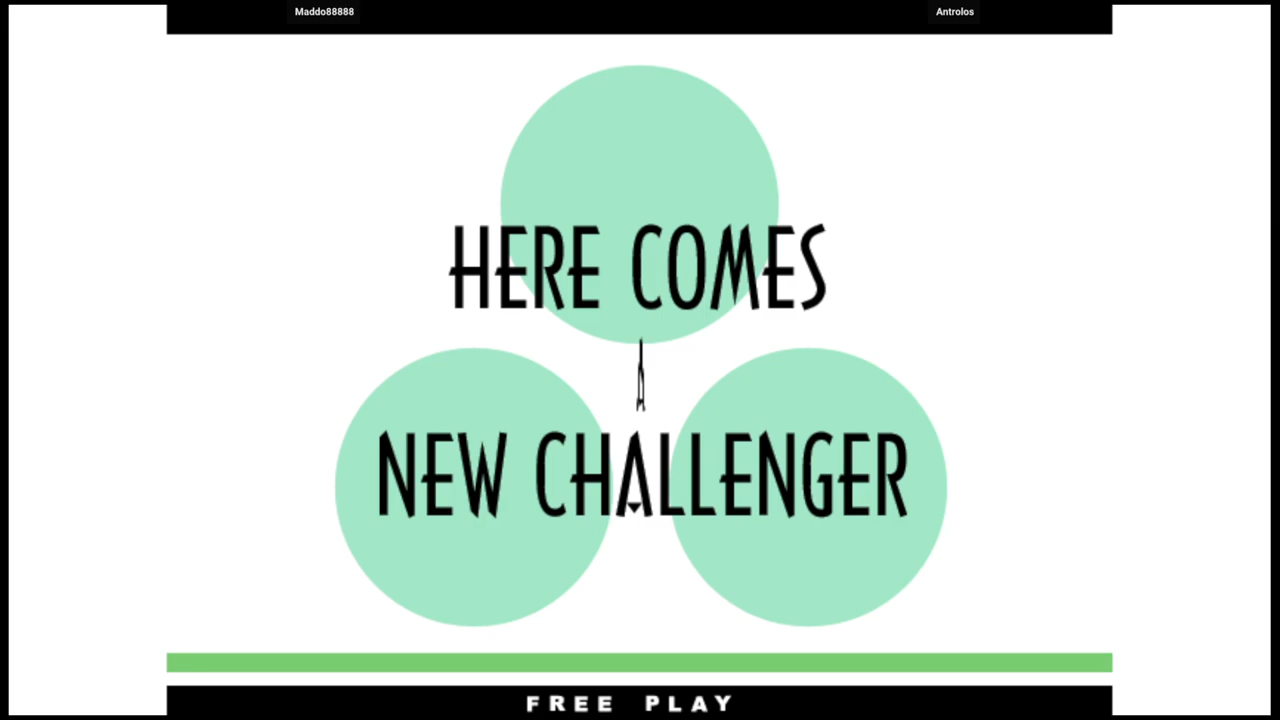 Maddo88888 Antrolos
HERE COMES
A
NEW CHALLENGER
FREE PLAY